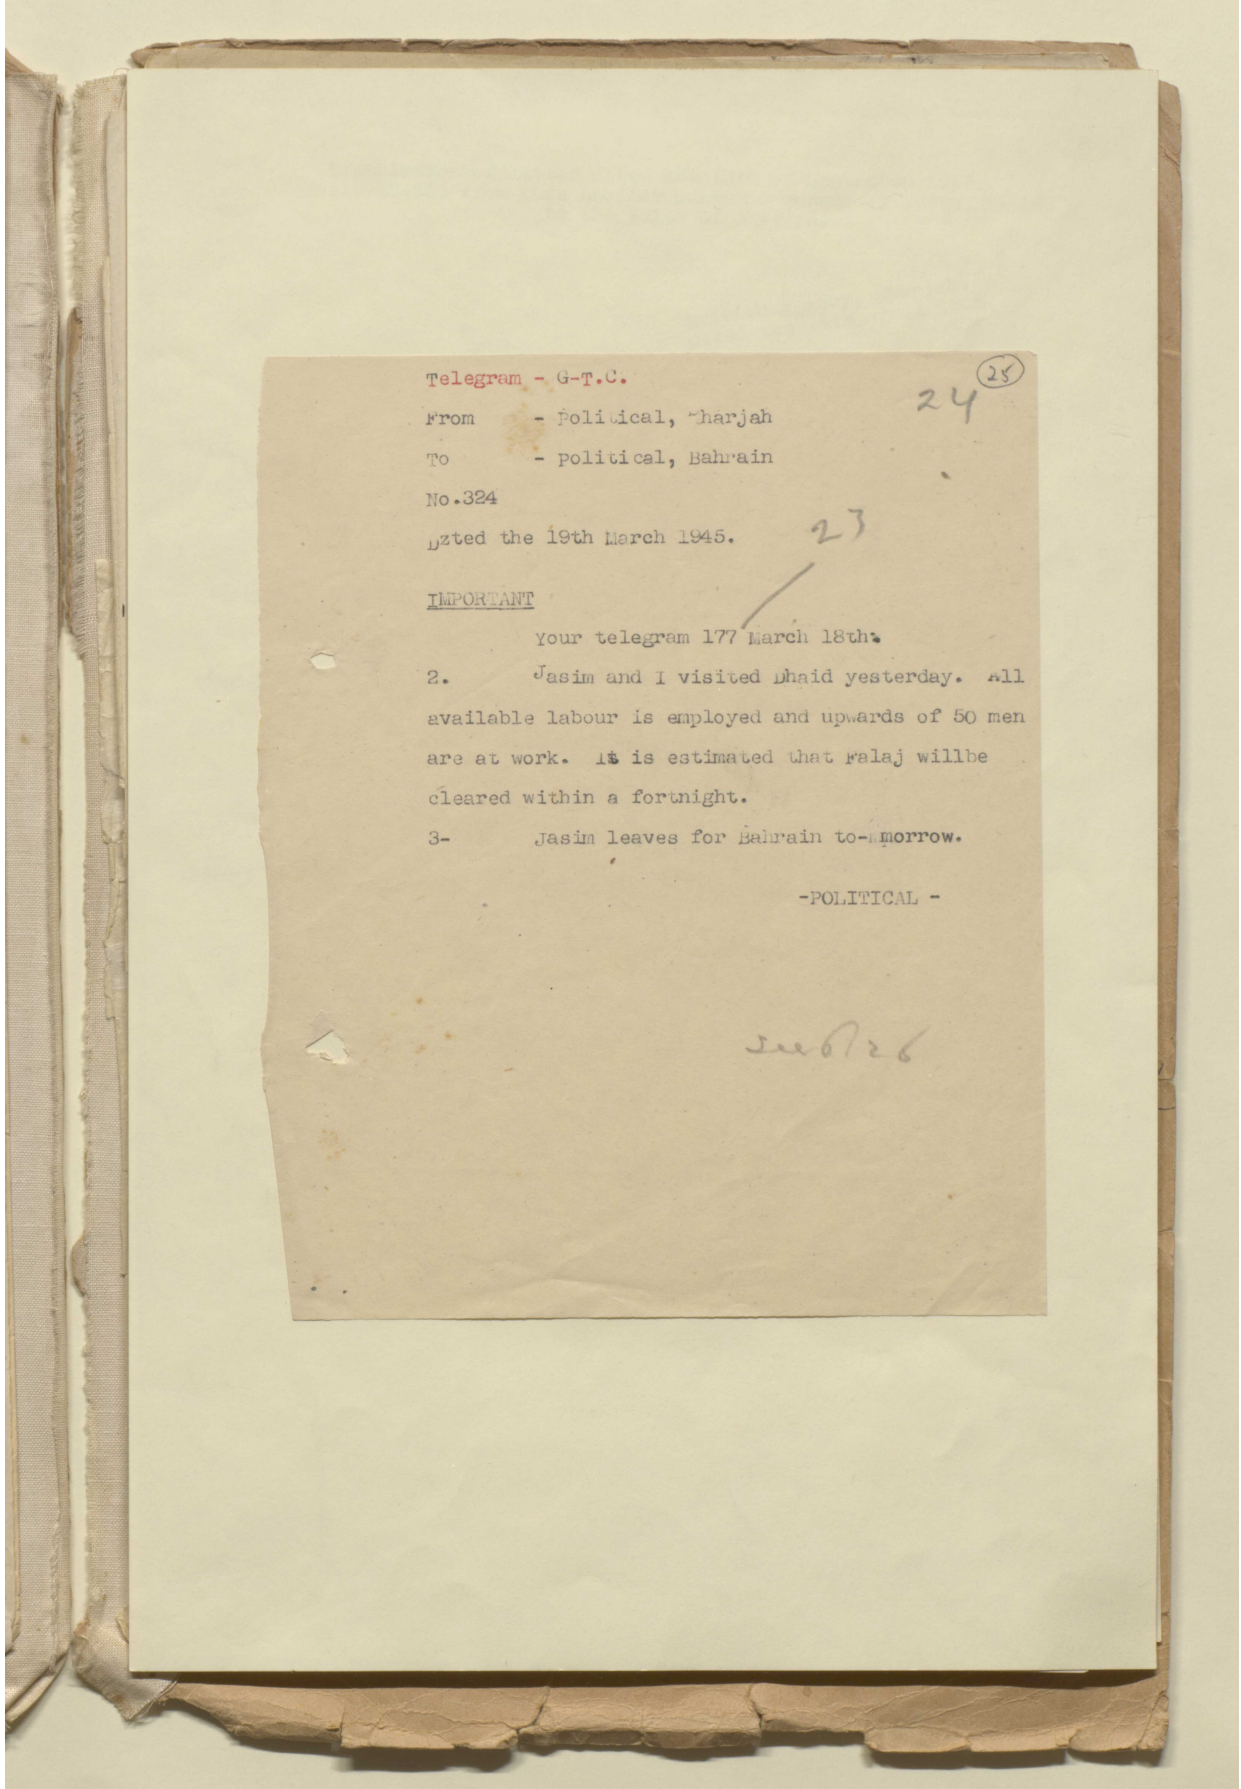 25
24
Telegram - G-T.C.
From - Political, Sharjah
To - Political, Bahrain
No.324
Dzted the 19th March 1945.
23
IMPORTANT
Your telegram 177 March 18th.
2. Jasim and I visited Dhaid yesterday. All
available labour is employed and upwards of 50 men
are at work. It is estimated that Falaj willbe
cleared within a fortnight.
3- Jasim leaves for Bahrain to-mmorrow.
-POLITICAL -